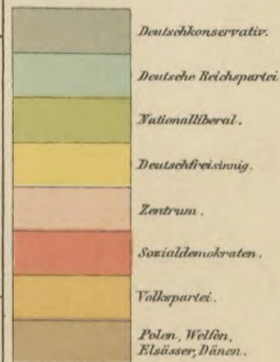 Deutschkonservativ.
Deutsche Reichspartei
Nationalliberal.
Deutschfreisinnig.
Zentrum.
Sozialdemokraten.
Volkspartei.
Polen, Welfen,
Elsässer, Dänen.